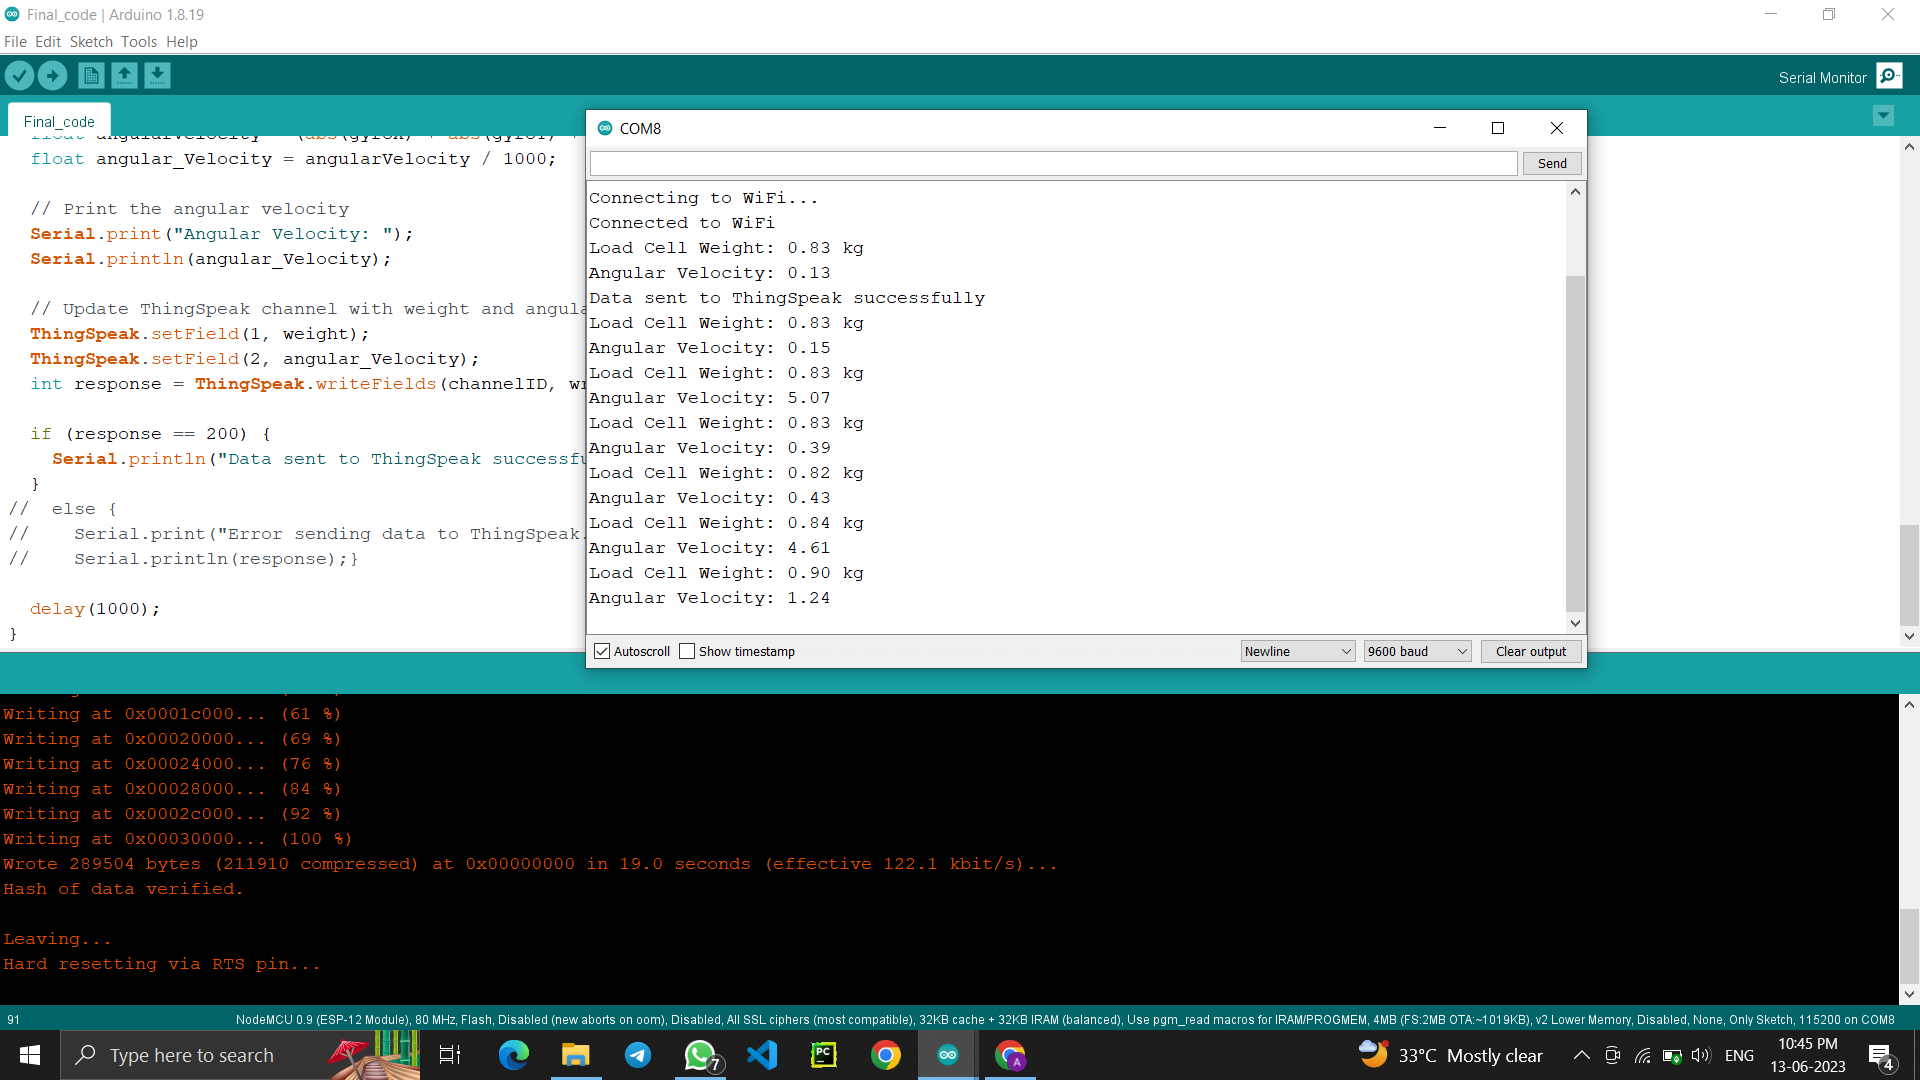 Final_code | Arduino 1.8.19
File Edit Sketch Tools Help
Serial Monitor
Final_code
float angular_Velocity = angularVelocity / 1000;
// Print the angular velocity
Serial.print("Angular Velocity: ");
Serial.println(angular_Velocity);
// Update ThingSpeak channel with weight and angula
ThingSpeak.setField(1, weight);
ThingSpeak.setField(2, angular_Velocity);
int response = ThingSpeak.writeFields(channelID, wr
if (response == 200) {
Serial.println("Data sent to ThingSpeak successfu
}
// else {
// Serial.print("Error sending data to ThingSpeak.
// Serial.println(response);}
delay(1000);
}
COM8
Send
Connecting to WiFi...
Connected to WiFi
Load Cell Weight: 0.83 kg
Angular Velocity: 0.13
Data sent to ThingSpeak successfully
Load Cell Weight: 0.83 kg
Angular Velocity: 0.15
Load Cell Weight: 0.83 kg
Angular Velocity: 5.07
Load Cell Weight: 0.83 kg
Angular Velocity: 0.39
Load Cell Weight: 0.82 kg
Angular Velocity: 0.43
Load Cell Weight: 0.84 kg
Angular Velocity: 4.61
Load Cell Weight: 0.90 kg
Angular Velocity: 1.24
Autoscroll Show timestamp Newline 9600 baud Clear output
Writing at 0x0001c000... (61 %)
Writing at 0x00020000... (69 %)
Writing at 0x00024000... (76 %)
Writing at 0x00028000... (84 %)
Writing at 0x0002c000... (92 %)
Writing at 0x00030000... (100 %)
Wrote 289504 bytes (211910 compressed) at 0x00000000 in 19.0 seconds (effective 122.1 kbit/s)...
Hash of data verified.
Leaving...
Hard resetting via RTS pin...
91 NodeMCU 0.9 (ESP-12 Module), 80 MHz, Flash, Disabled (new aborts on oom), Disabled, All SSL ciphers (most compatible), 32KB cache + 32KB IRAM (balanced), Use pgm_read macros for IRAM/PROGMEM, 4MB (FS:2MB OTA:~1019KB), v2 Lower Memory, Disabled, None, Only Sketch, 115200 on COM8
Type here to search
7
PC
A
33°C Mostly clear
ENG
10:45 PM
13-06-2023
4